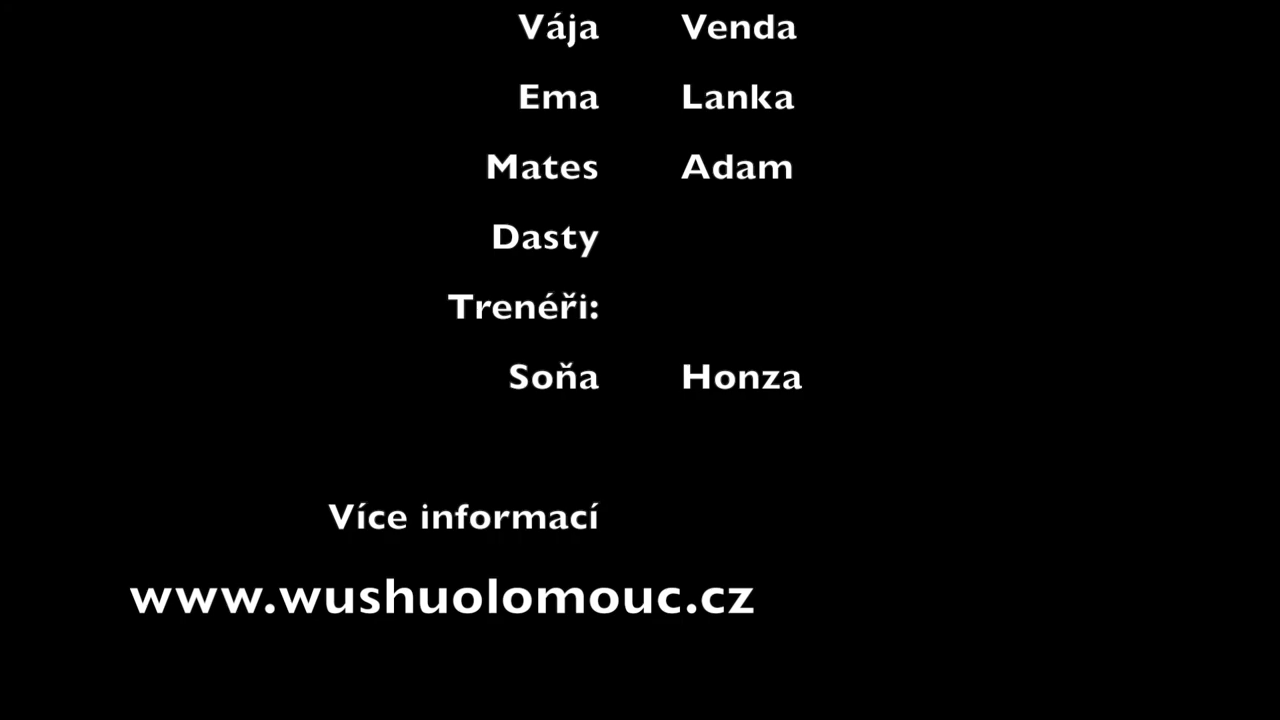 Vája Venda
Ema Lanka
Mates Adam
Dasty
Trenéři:
Soňa Honza
Více informací
www.wushuolomouc.cz